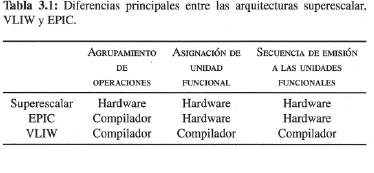 Tabla 3.1: Diferencias principales entre las arquitecturas superescalar,
VLIW y EPIC.
AGRUPAMIENTO DE OPERACIONES ASIGNACIÓN DE UNIDAD FUNCIONAL SECUENCIA DE EMISIÓN A LAS UNIDADES FUNCIONALES
Superescalar Hardware Hardware Hardware
EPIC Compilador Hardware Hardware
VLIW Compilador Compilador Compilador